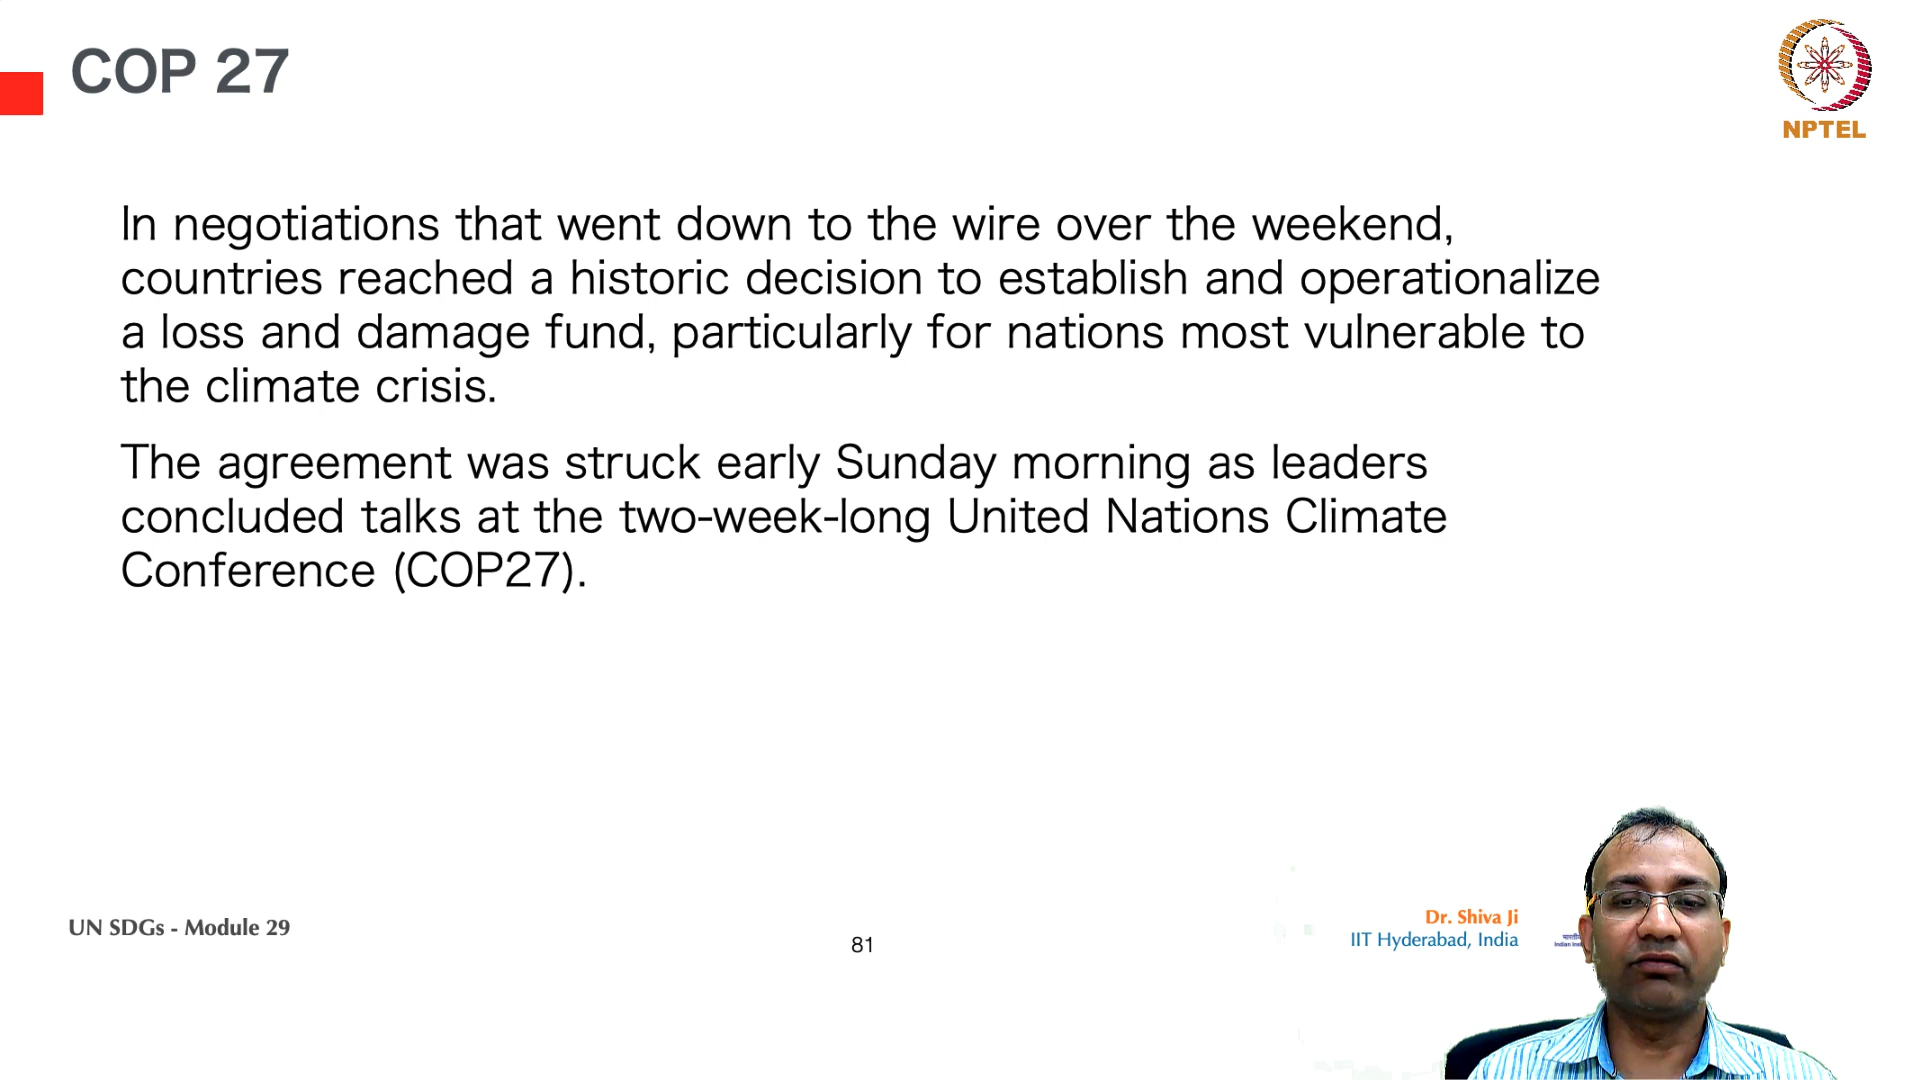 COP 27
NPTEL
In negotiations that went down to the wire over the weekend,
countries reached a historic decision to establish and operationalize
a loss and damage fund, particularly for nations most vulnerable to
the climate crisis.
The agreement was struck early Sunday morning as leaders
concluded talks at the two-week-long United Nations Climate
Conference (COP27).
UN SDGs - Module 29
81
Dr. Shiva Ji
IIT Hyderabad, India